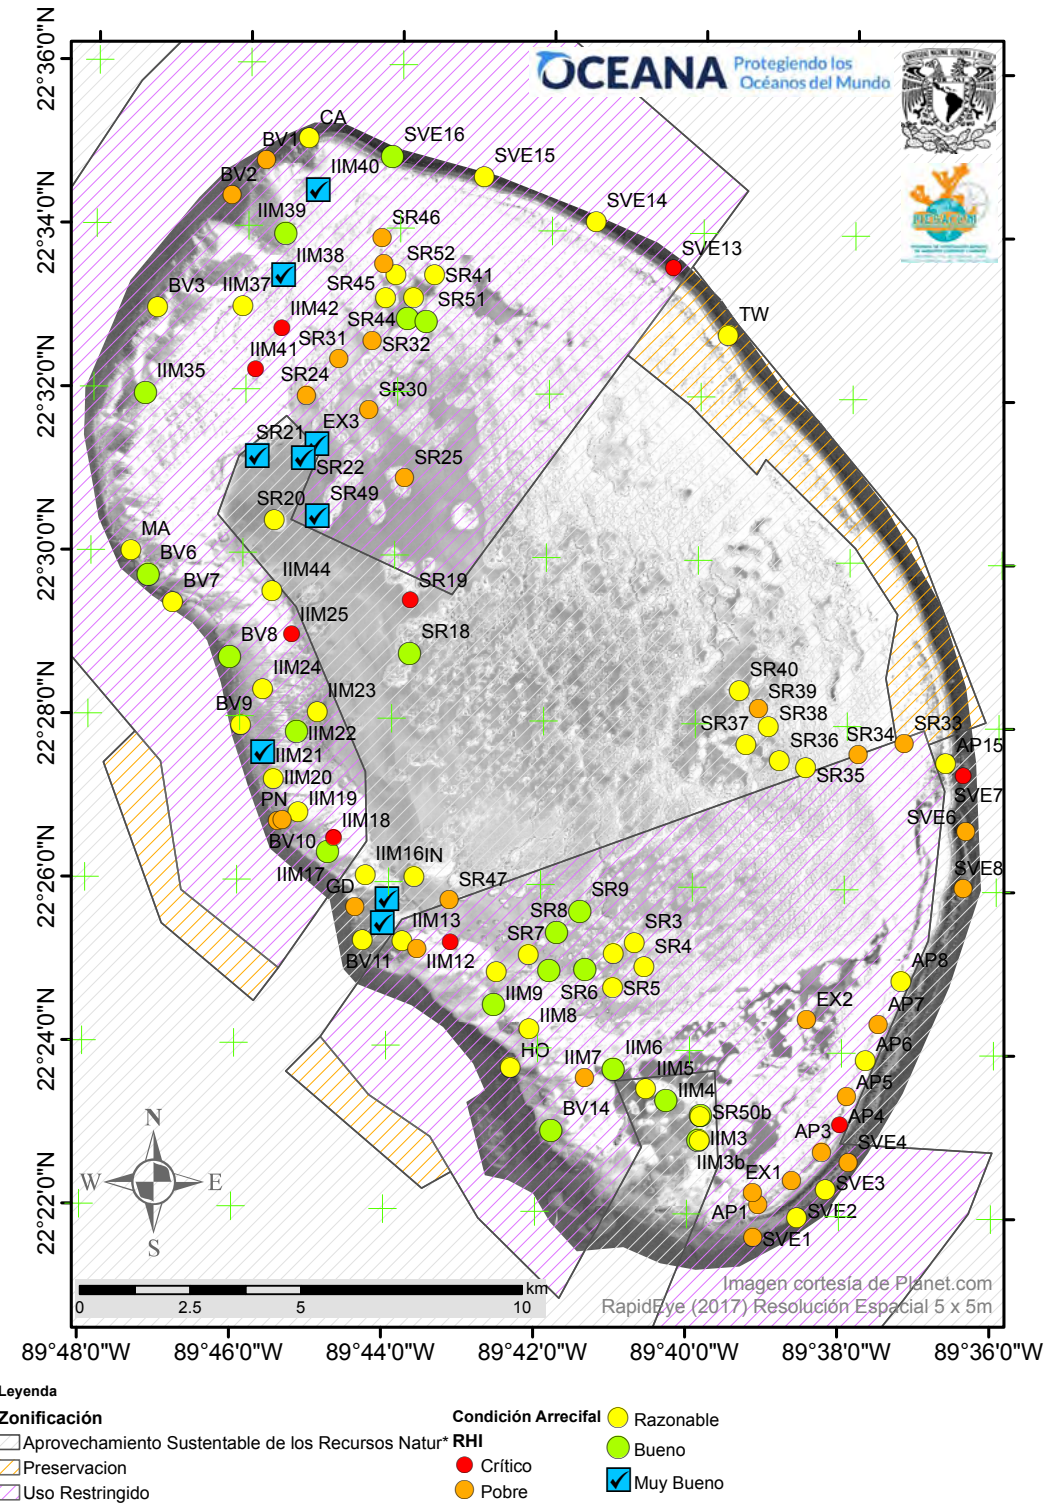 OCEANA Protegiendo los
Océanos del Mundo
22°36'0"N
22°34'0"N
22°32'0"N
22°30'0"N
22°28'0"N
22°26'0"N
22°24'0"N
22°22'0"N
CA
BV1
SVE16
IIM40
SVE15
BV2
IIM39
SVE14
SR46
IIM38
SR52
SVE13
BV3
IIM37
SR45
SR41
IIM42
SR51
TW
SR44
SR31
SR32
IIM41
IIM35
SR24
SR30
EX3
SR21
SR22
SR25
SR49
SR20
MA
BV6
IIM44
BV7
SR19
IIM25
BV8
SR18
IIM24
SR40
IIM23
SR39
BV9
SR38
SR37
IIM22
SR34
SR33
IIM21
SR36
AP15
IIM20
SR35
SVE7
PN
IIM19
SVE6
IIM18
BV10
IIM16
IN
IIM17
SVE8
GD
SR47
SR9
SR8
IIM13
SR3
SR7
SR4
BV11
IIM12
AP8
SR6
SR5
IIM9
EX2
AP7
IIM8
AP6
HO
IIM7
IIM6
IIM5
AP5
IIM4
BV14
SR50b
AP4
AP3
IIM3
SVE4
IIM3b
EX1
SVE3
AP1
SVE2
SVE1
N
W
E
S
km
0
2.5
5
10
Imagen cortesía de Planet.com
RapidEye (2017) Resolución Espacial 5 x 5m
89°48'0"W
89°46'0"W
89°44'0"W
89°42'0"W
89°40'0"W
89°38'0"W
89°36'0"W
Leyenda
Zonificación
Aprovechamiento Sustentable de los Recursos Natur*
Preservacion
Uso Restringido
Condición Arrecifal
RHI
Crítico
Pobre
Razonable
Bueno
Muy Bueno